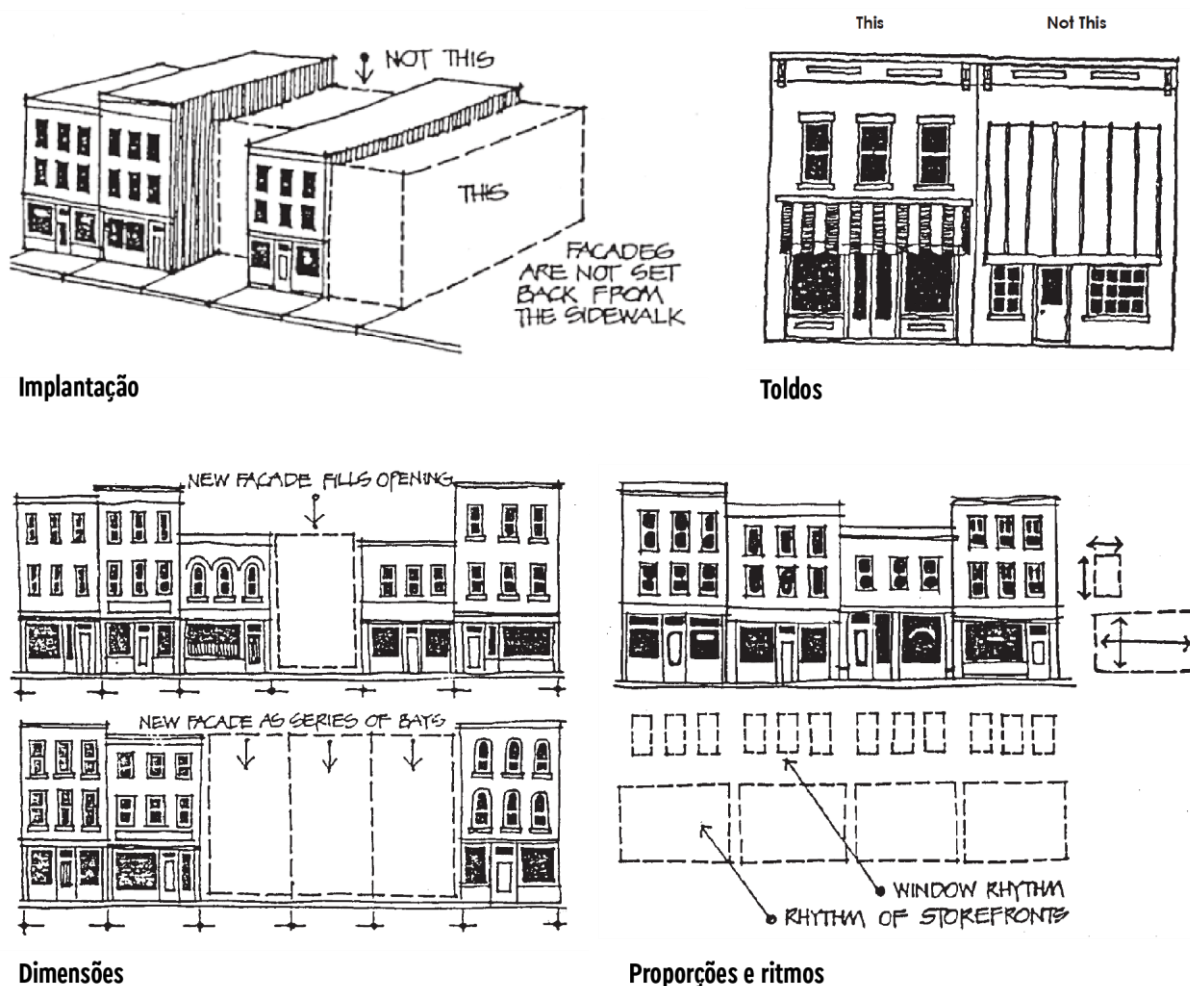 NOT THIS
THIS
FACADES
ARE NOT SET
BACK FROM
THE SIDEWALK
Implantação
This
Not This
Toldos
NEW FAÇADE FILLS OPENING
NEW FACADE AS SERIES OF BAYS
Dimensões
WINDOW RHYTHM
RHYTHM OF STOREFRONTS
Proporções e ritmos